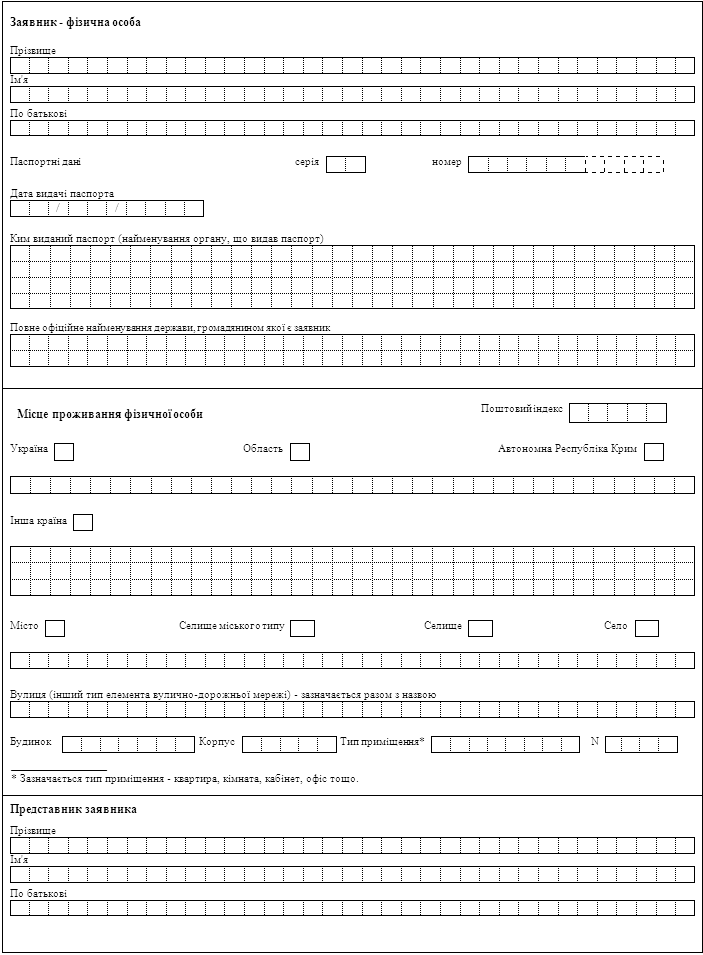 Заявник - фізична особа
Прізвище
Ім'я
По батькові
Паспортні дані серія номер
Дата видачі паспорта
/ /
Ким виданий паспорт (найменування органу, що видав паспорт)
Повне офіційне найменування держави, громадянином якої є заявник
Місце проживання фізичної особи Поштовий індекс
Україна Область Автономна Республіка Крим
Інша країна
Місто Селище міського типу Селище Село
Вулиця (інший тип елемента вулично-дорожньої мережі) - зазначається разом з назвою
Будинок Корпус Тип приміщення* N
* Зазначається тип приміщення - квартира, кімната, кабінет, офіс тощо.
Представник заявника
Прізвище
Ім'я
По батькові